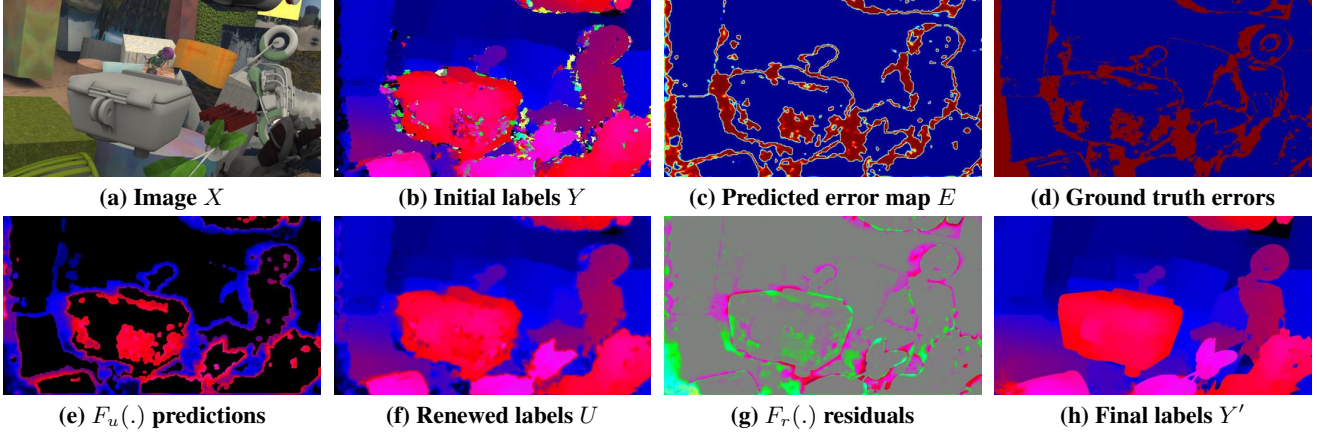 (a) Image X
(b) Initial labels Y
(c) Predicted error map E
(d) Ground truth errors
(e) F_u(.) predictions
(f) Renewed labels U
(g) F_r(.) residuals
(h) Final labels Y′